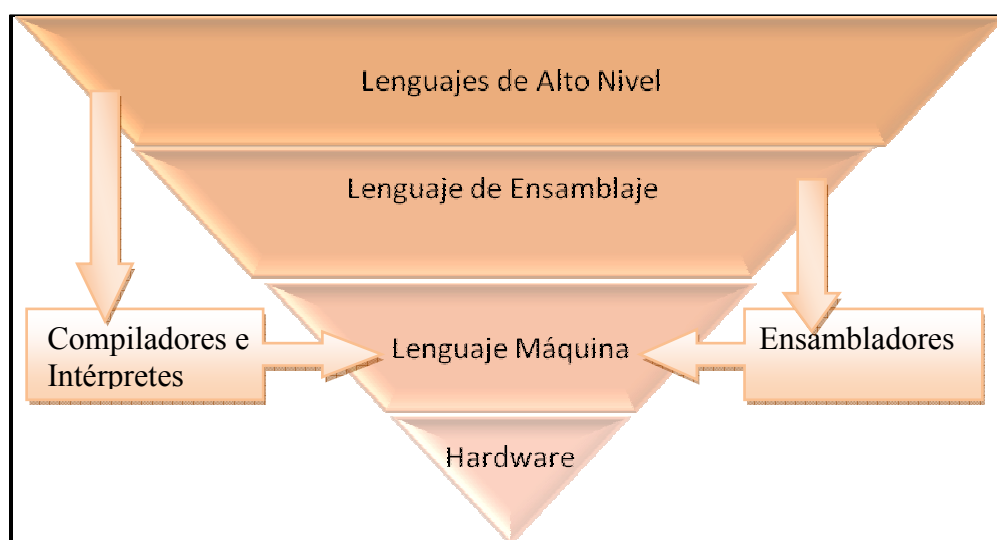 Lenguajes de Alto Nivel
Lenguaje de Ensamblaje
Compiladores e
Intérpretes
Lenguaje Máquina
Ensambladores
Hardware